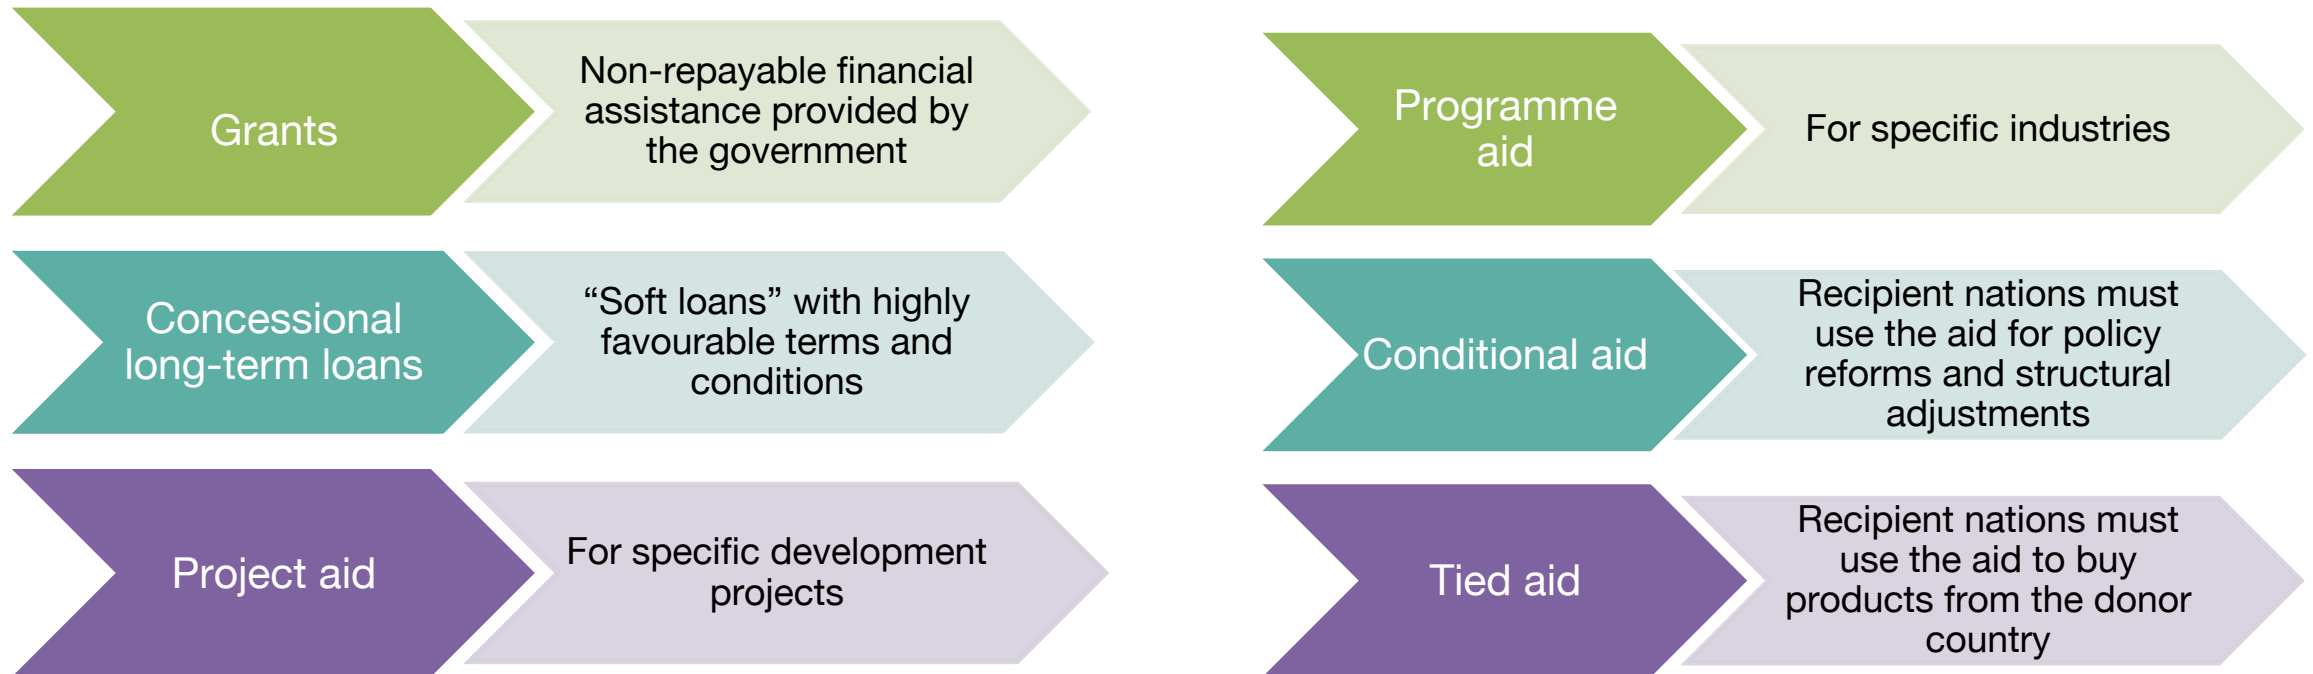 Grants
Non-repayable financial
assistance provided by
the government
Concessional
long-term loans
“Soft loans” with highly
favourable terms and
conditions
Project aid
For specific development
projects
Programme
aid
For specific industries
Conditional aid
Recipient nations must
use the aid for policy
reforms and structural
adjustments
Tied aid
Recipient nations must
use the aid to buy
products from the donor
country